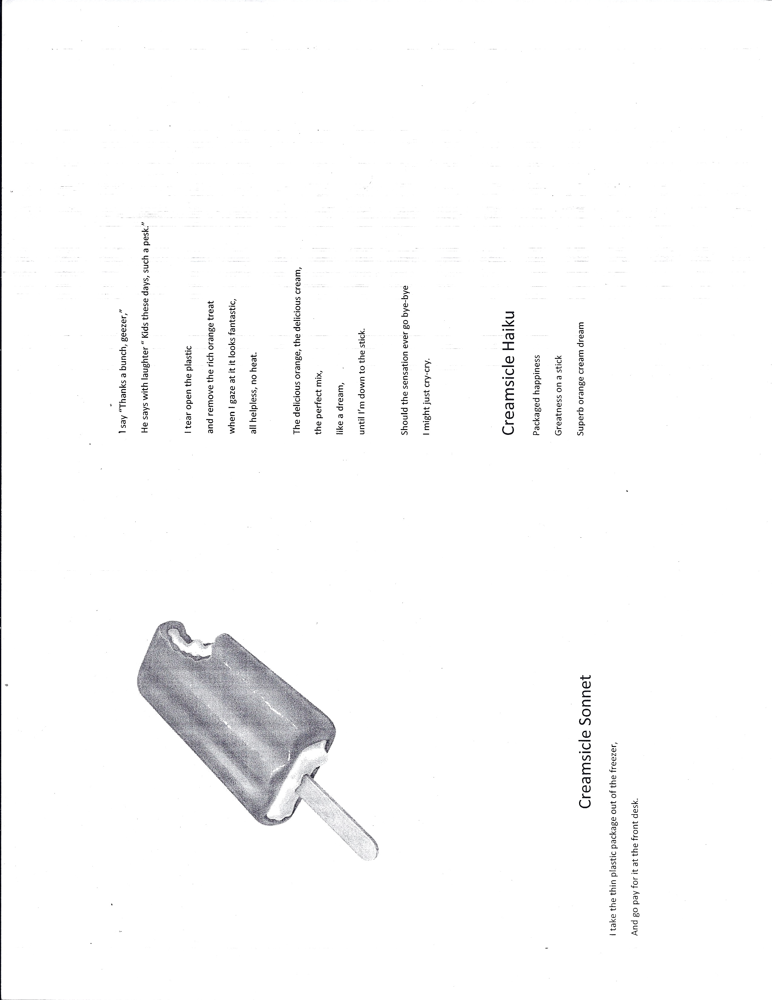 Creamsicle Sonnet
I take the thin plastic package out of the freezer,
And go pay for it at the front desk.
I say “Thanks a bunch, geezer,”
He says with laughter “ Kids these days, such a pesk.”
I tear open the plastic
and remove the rich orange treat
when I gaze at it it looks fantastic,
all helpless, no heat.
The delicious orange, the delicious cream,
the perfect mix,
like a dream,
until I’m down to the stick.
Should the sensation ever go bye-bye
I might just cry-cry.
Creamsicle Haiku
Packaged happiness
Greatness on a stick
Superb orange cream dream